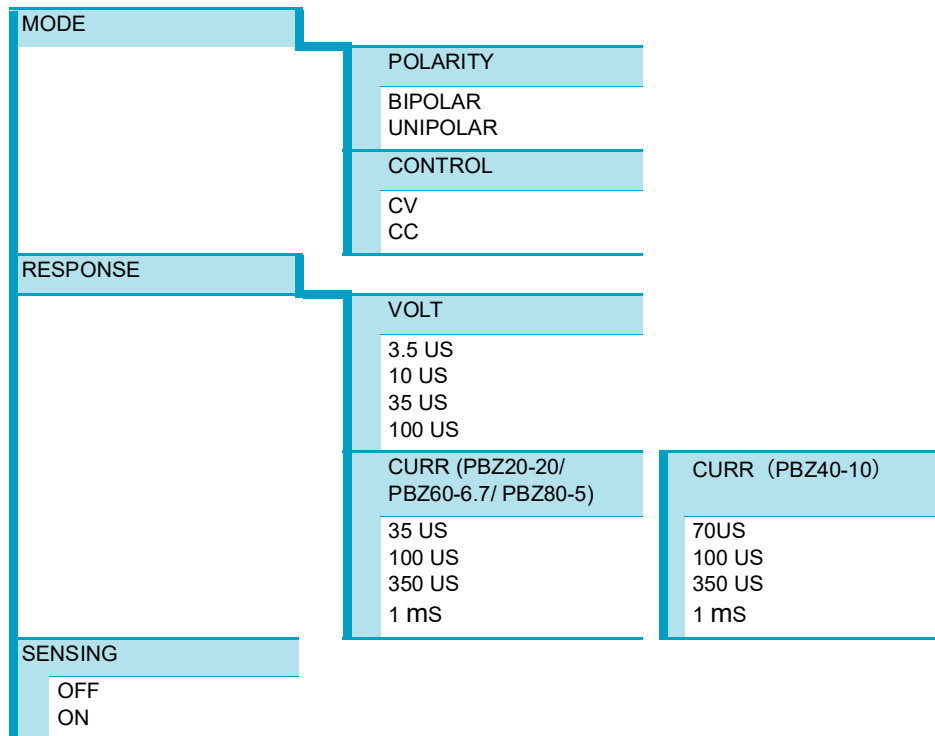 MODE
POLARITY
BIPOLAR
UNIPOLAR
CONTROL
CV
CC
RESPONSE
VOLT
3.5 US
10 US
35 US
100 US
CURR (PBZ20-20/
PBZ60-6.7/ PBZ80-5)
35 US
100 US
350 US
1 mS
CURR（PBZ40-10）
70US
100 US
350 US
1 mS
SENSING
OFF
ON